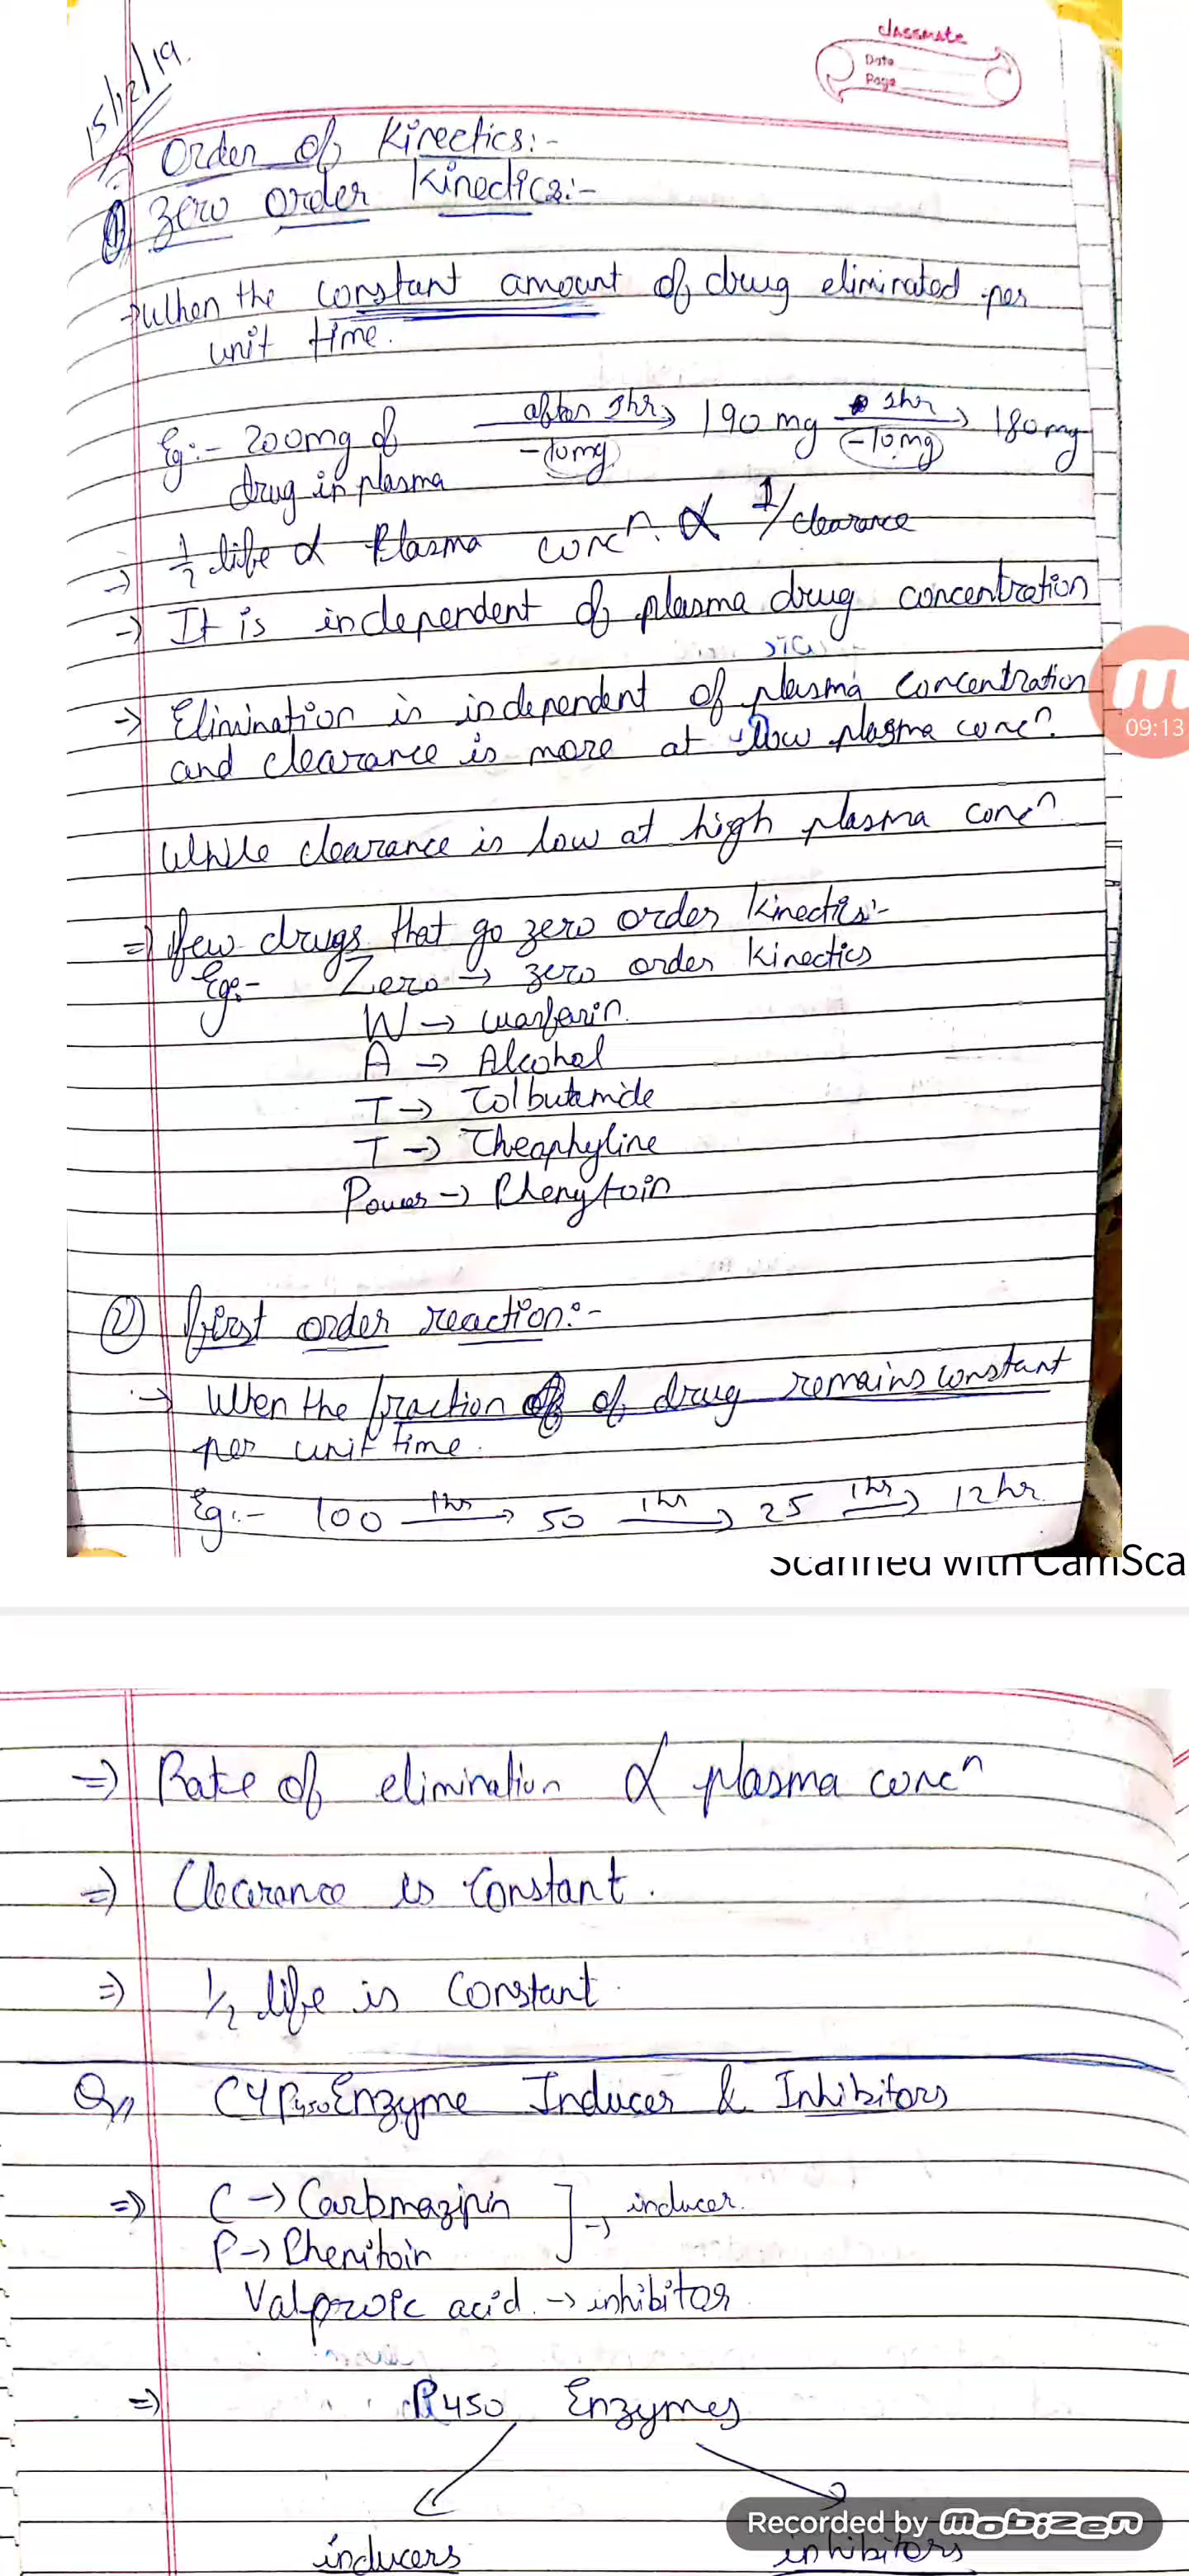 classmate
Date
Page
15/12/19
Order of Kinectics:-
① Zero order Kinectics:-
→ When the constant amount of drug eliminated per
unit time.
Eg:- 200mg of after 1hr → 190 mg 1hr → 180mg
-10mg -10mg
drug in plasma
→ 1/2 life ∝ Plasma concⁿ. ∝ 1/clearance
→ It is independent of plasma drug concentration
→ Elimination is independent of plasma concentration
and clearance is more at low plasma concⁿ.
While clearance is low at high plasma concⁿ
⇒ few drugs that go zero order kinectics:-
Eg:- Zero → zero order kinectics
W → warfarin.
A → Alcohol
T → Tolbutamide
T → Theophyline
Power → Phenytoin
② first order reaction:-
→ When the fraction of drug remains constant
per unit time.
Eg:- 100 1hr → 50 1hr → 25 1hr → 12hr
Scanned with CamSca
⇒ Rate of elimination ∝ plasma concⁿ
⇒ Clearance is constant.
⇒ 1/2 life is constant.
Q,, CYP450 Enzyme Inducer & Inhibitors
⇒ C → Carbmazipin ] → inducer.
P → Phenitoin
Valproic acid. → inhibitor
⇒ P450 Enzymes
inducers inhibitors
09:13
Recorded by mobizen